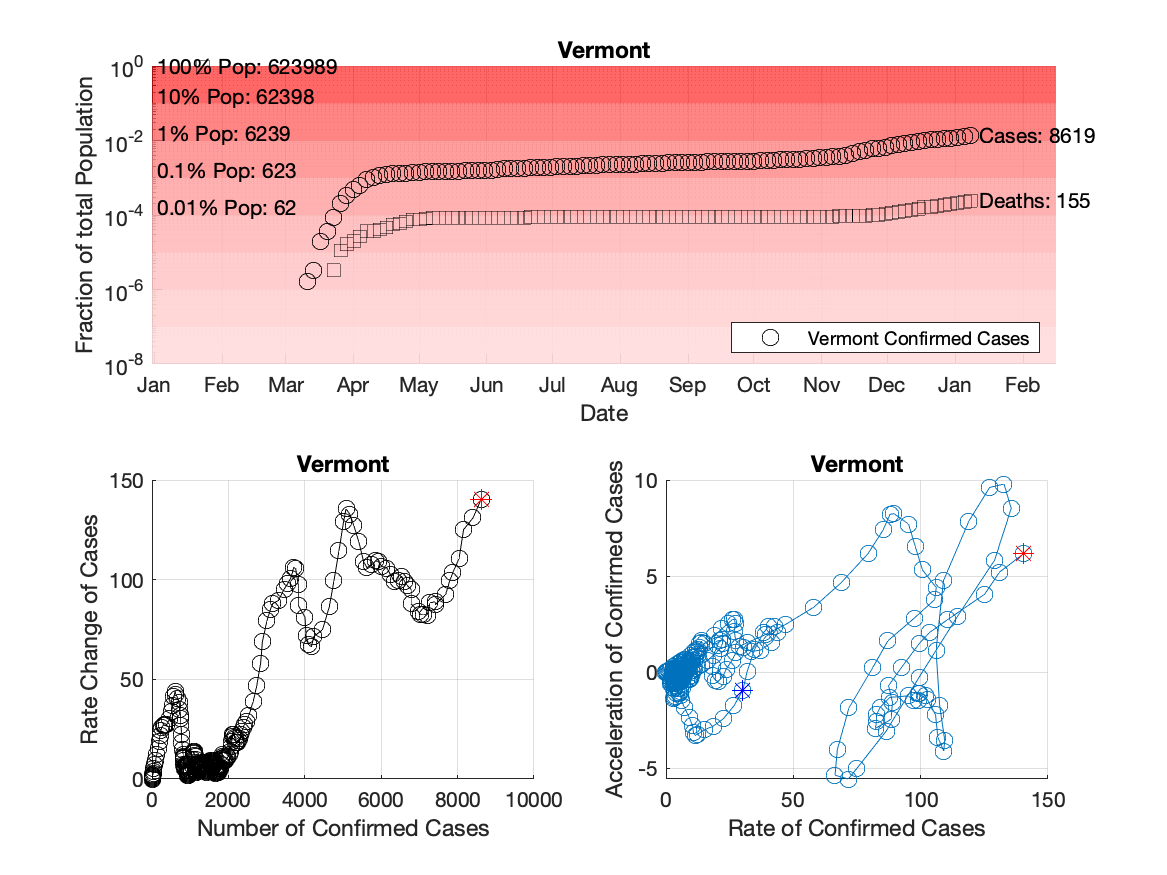 Vermont
10^0
10^-2
10^-4
10^-6
10^-8
Fraction of total Population
100% Pop: 623989
10% Pop: 62398
1% Pop: 6239
0.1% Pop: 623
0.01% Pop: 62
Cases: 8619
Deaths: 155
Vermont Confirmed Cases
Jan Feb Mar Apr May Jun Jul Aug Sep Oct Nov Dec Jan Feb
Date
Vermont
150
100
50
0
Rate Change of Cases
0 2000 4000 6000 8000 10000
Number of Confirmed Cases
Vermont
10
5
0
-5
Acceleration of Confirmed Cases
0 50 100 150
Rate of Confirmed Cases